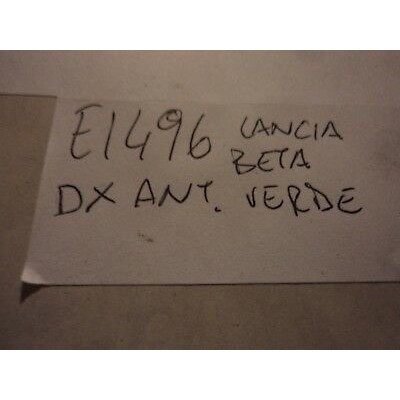 E1496 LANCIA
BETA
DX ANT. VERDE